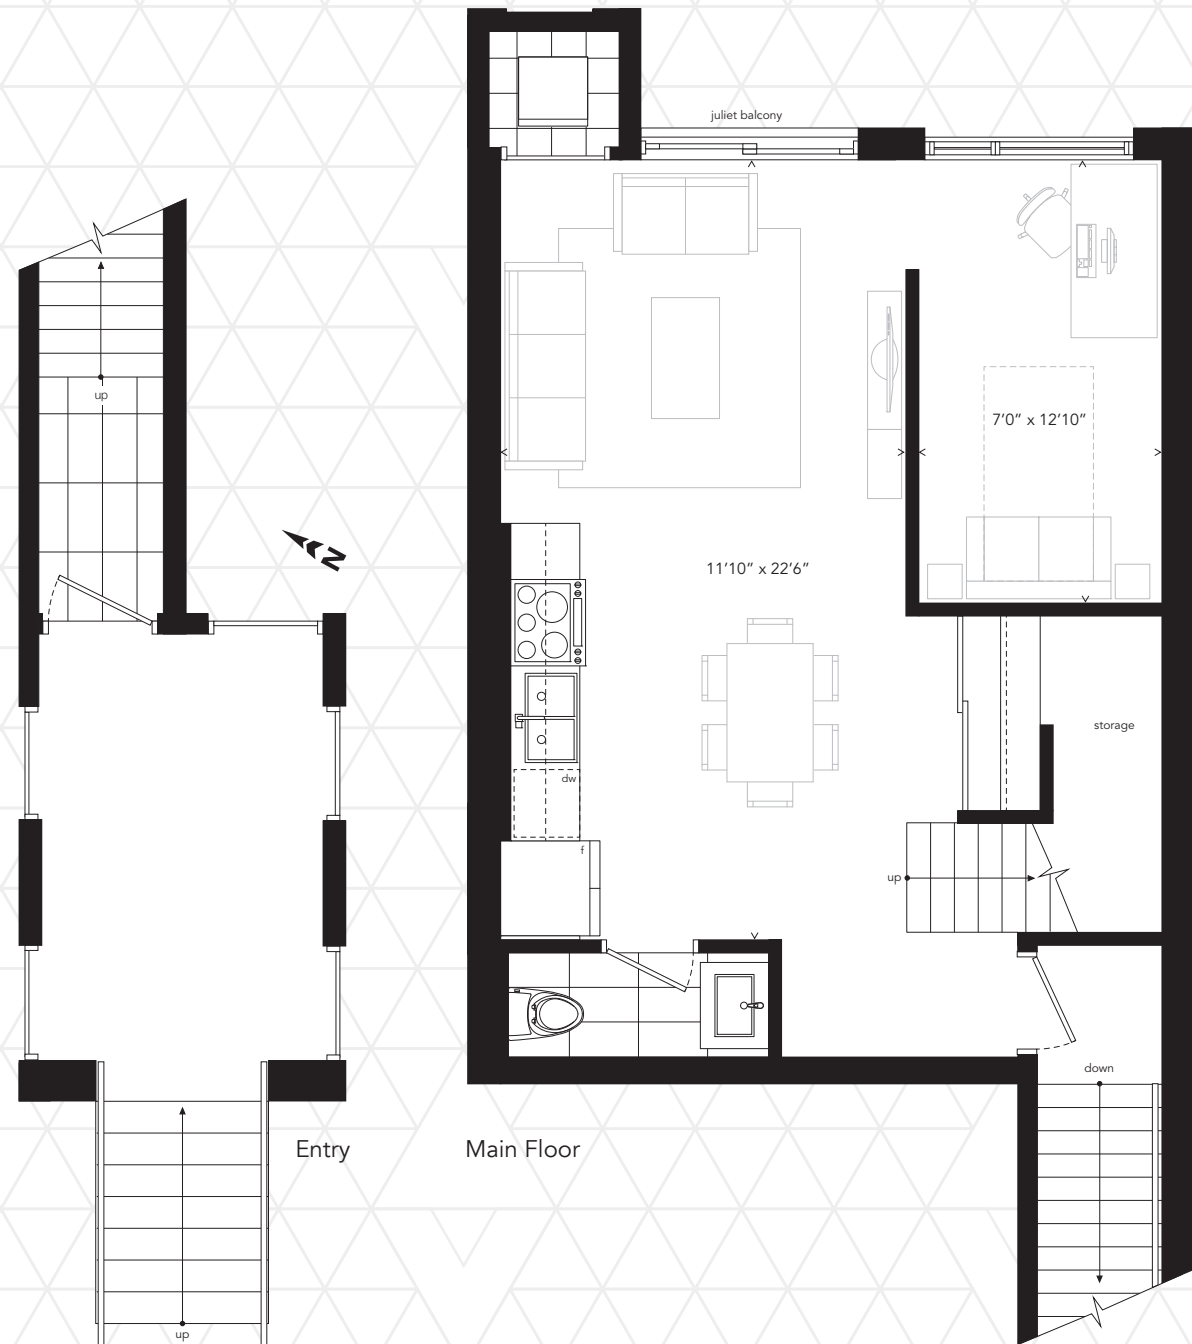 juliet balcony
up
7'0" x 12'10"
N
11'10" x 22'6"
storage
dw
f
up
down
Entry
Main Floor
up